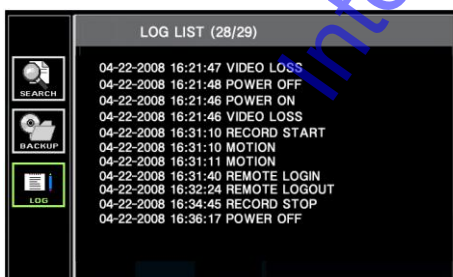 LOG LIST (28/29)
SEARCH
BACKUP
LOG
04-22-2008 16:21:47 VIDEO LOSS
04-22-2008 16:21:48 POWER OFF
04-22-2008 16:21:46 POWER ON
04-22-2008 16:21:46 VIDEO LOSS
04-22-2008 16:31:10 RECORD START
04-22-2008 16:31:10 MOTION
04-22-2008 16:31:11 MOTION
04-22-2008 16:31:40 REMOTE LOGIN
04-22-2008 16:32:24 REMOTE LOGOUT
04-22-2008 16:34:45 RECORD STOP
04-22-2008 16:36:17 POWER OFF